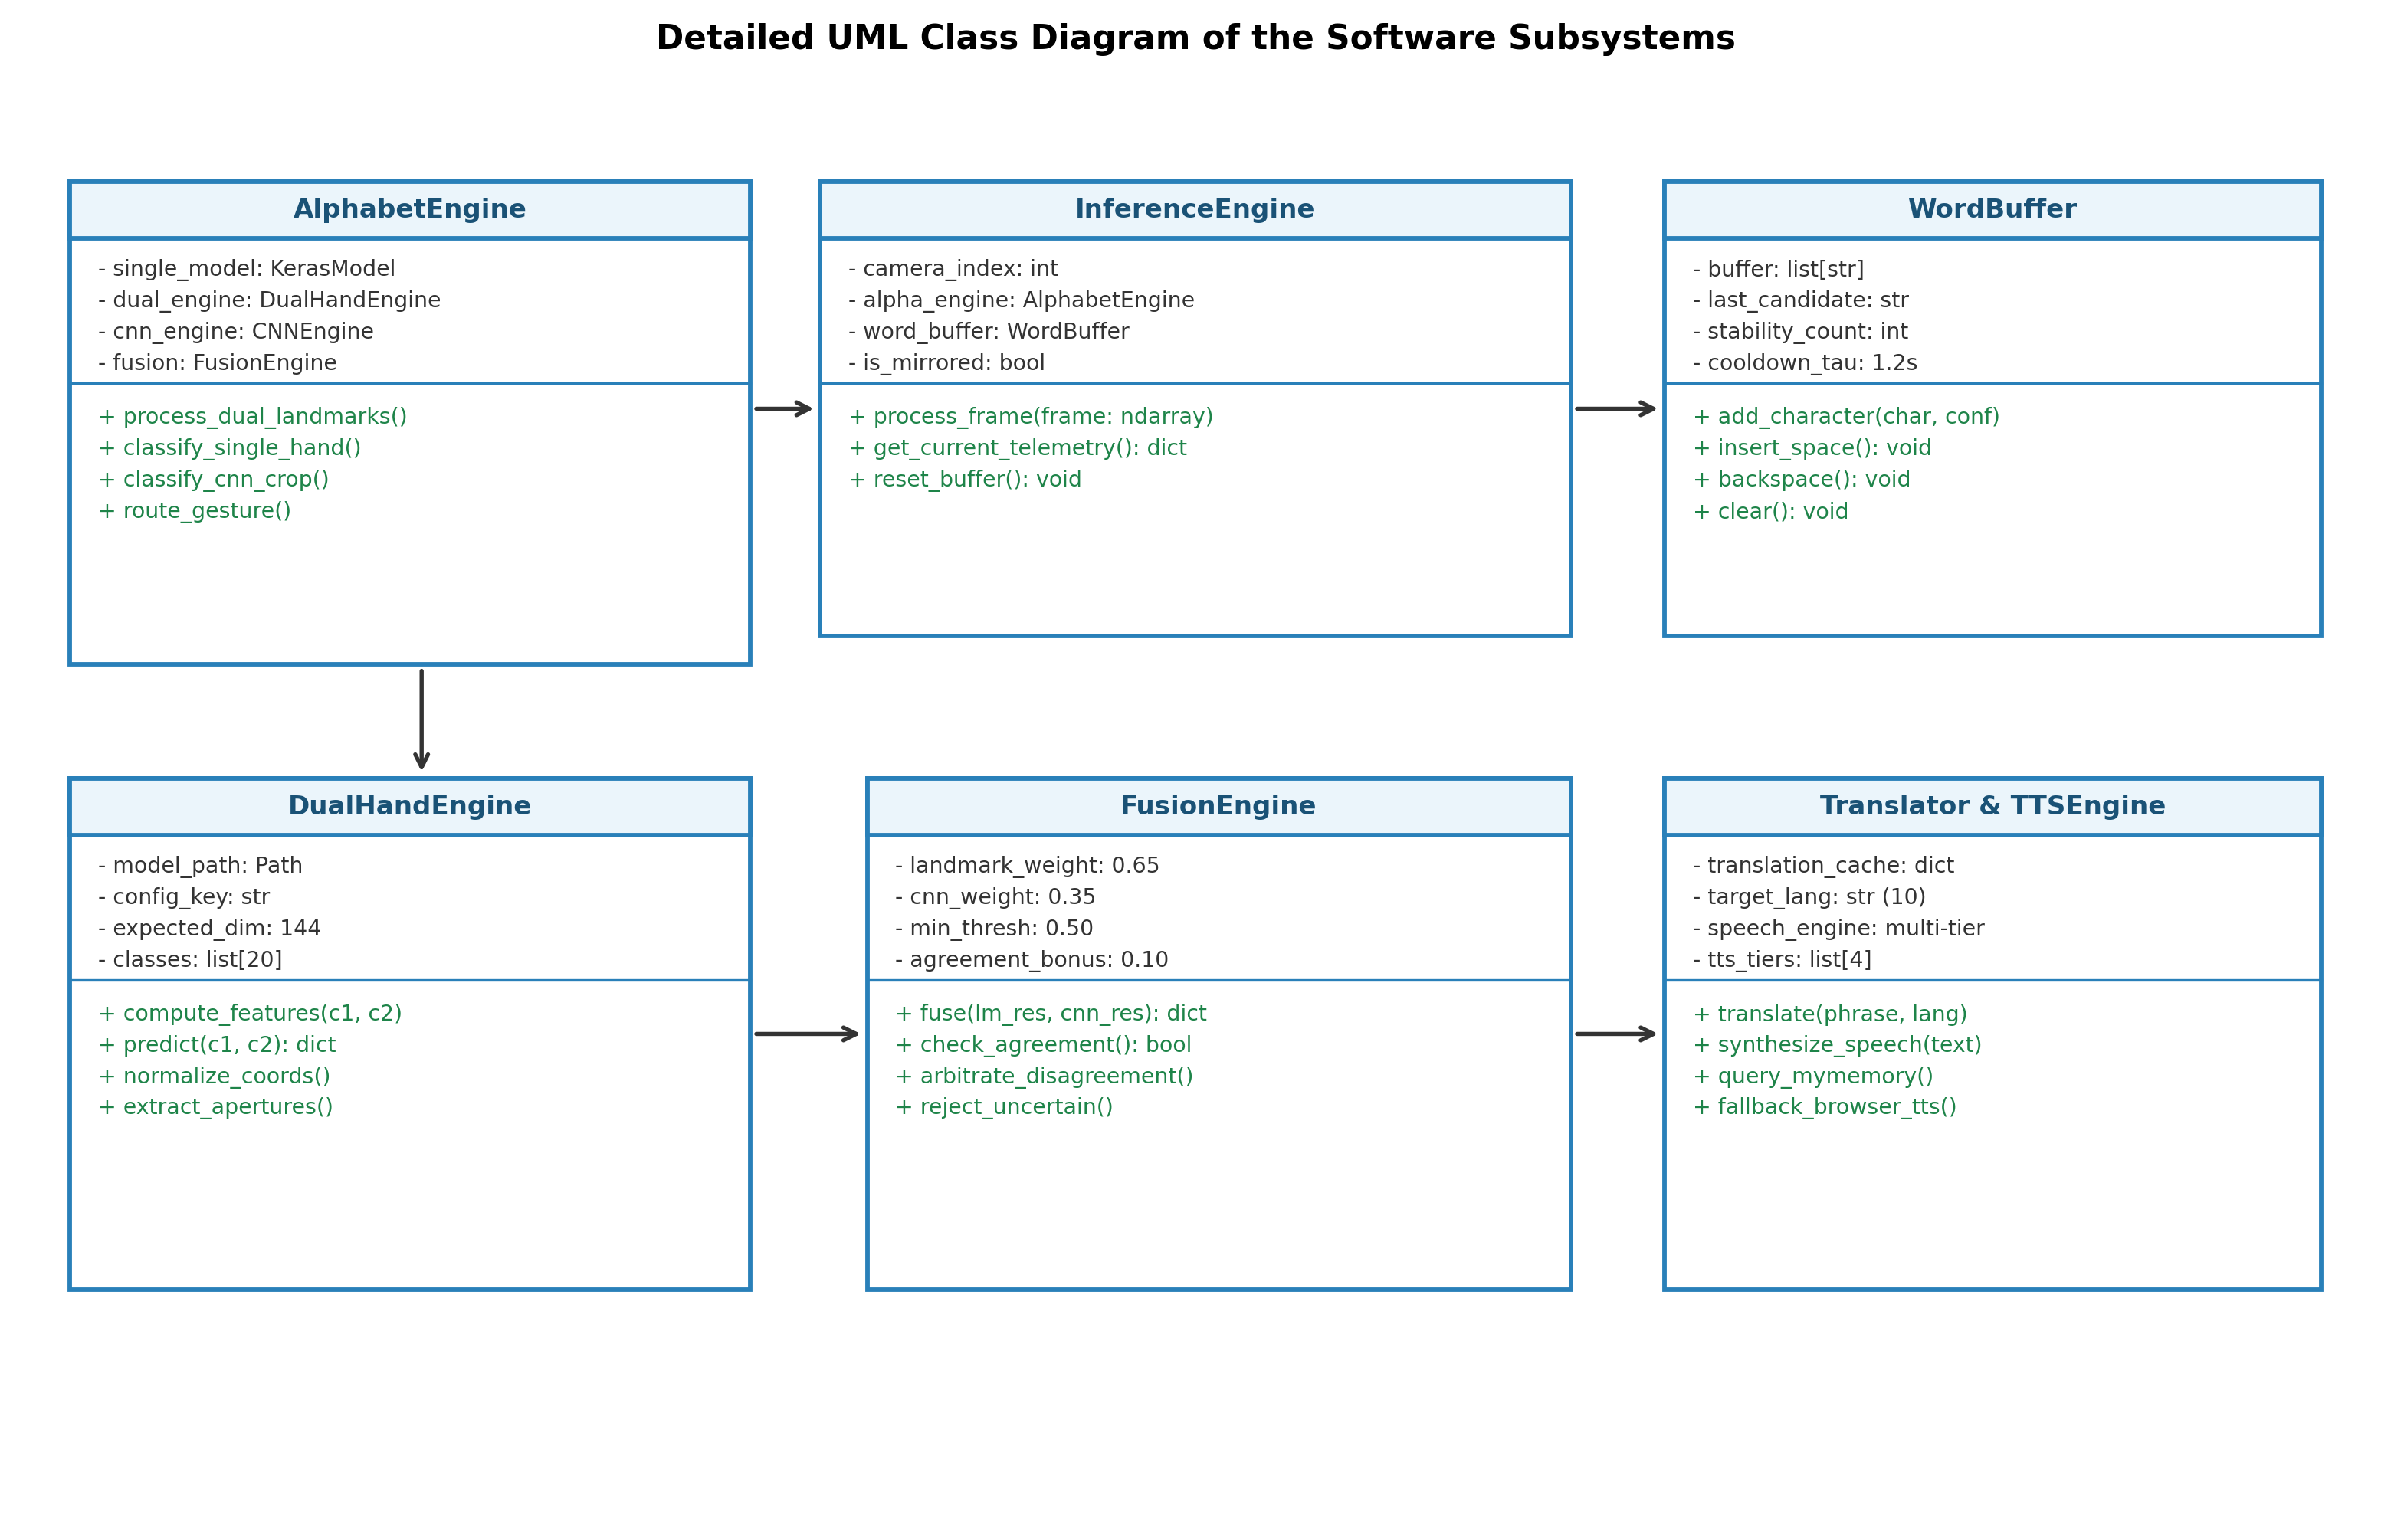 Detailed UML Class Diagram of the Software Subsystems
AlphabetEngine
- single_model: KerasModel
- dual_engine: DualHandEngine
- cnn_engine: CNNEngine
- fusion: FusionEngine
+ process_dual_landmarks()
+ classify_single_hand()
+ classify_cnn_crop()
+ route_gesture()
InferenceEngine
- camera_index: int
- alpha_engine: AlphabetEngine
- word_buffer: WordBuffer
- is_mirrored: bool
+ process_frame(frame: ndarray)
+ get_current_telemetry(): dict
+ reset_buffer(): void
WordBuffer
- buffer: list[str]
- last_candidate: str
- stability_count: int
- cooldown_tau: 1.2s
+ add_character(char, conf)
+ insert_space(): void
+ backspace(): void
+ clear(): void
DualHandEngine
- model_path: Path
- config_key: str
- expected_dim: 144
- classes: list[20]
+ compute_features(c1, c2)
+ predict(c1, c2): dict
+ normalize_coords()
+ extract_apertures()
FusionEngine
- landmark_weight: 0.65
- cnn_weight: 0.35
- min_thresh: 0.50
- agreement_bonus: 0.10
+ fuse(lm_res, cnn_res): dict
+ check_agreement(): bool
+ arbitrate_disagreement()
+ reject_uncertain()
Translator & TTSEngine
- translation_cache: dict
- target_lang: str (10)
- speech_engine: multi-tier
- tts_tiers: list[4]
+ translate(phrase, lang)
+ synthesize_speech(text)
+ query_mymemory()
+ fallback_browser_tts()